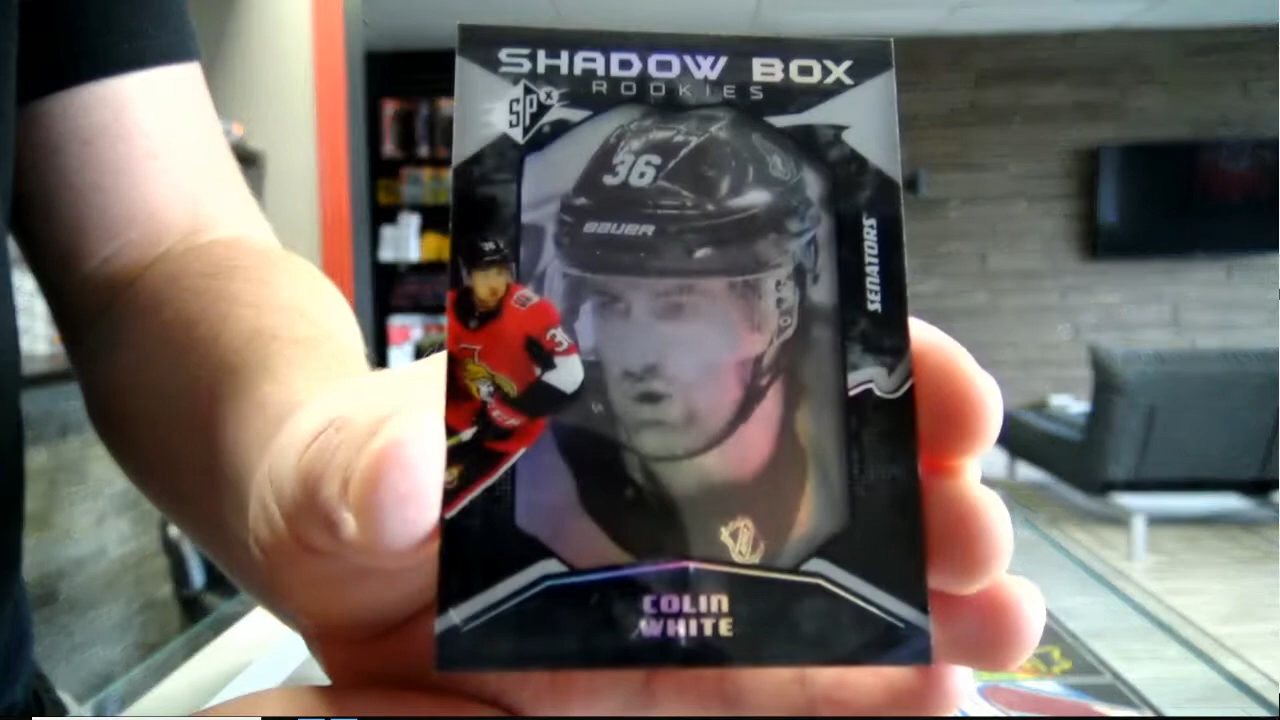 SHADOW BOX
ROOKIES
SPx
36
BAUER
SENATORS
COLIN
WHITE